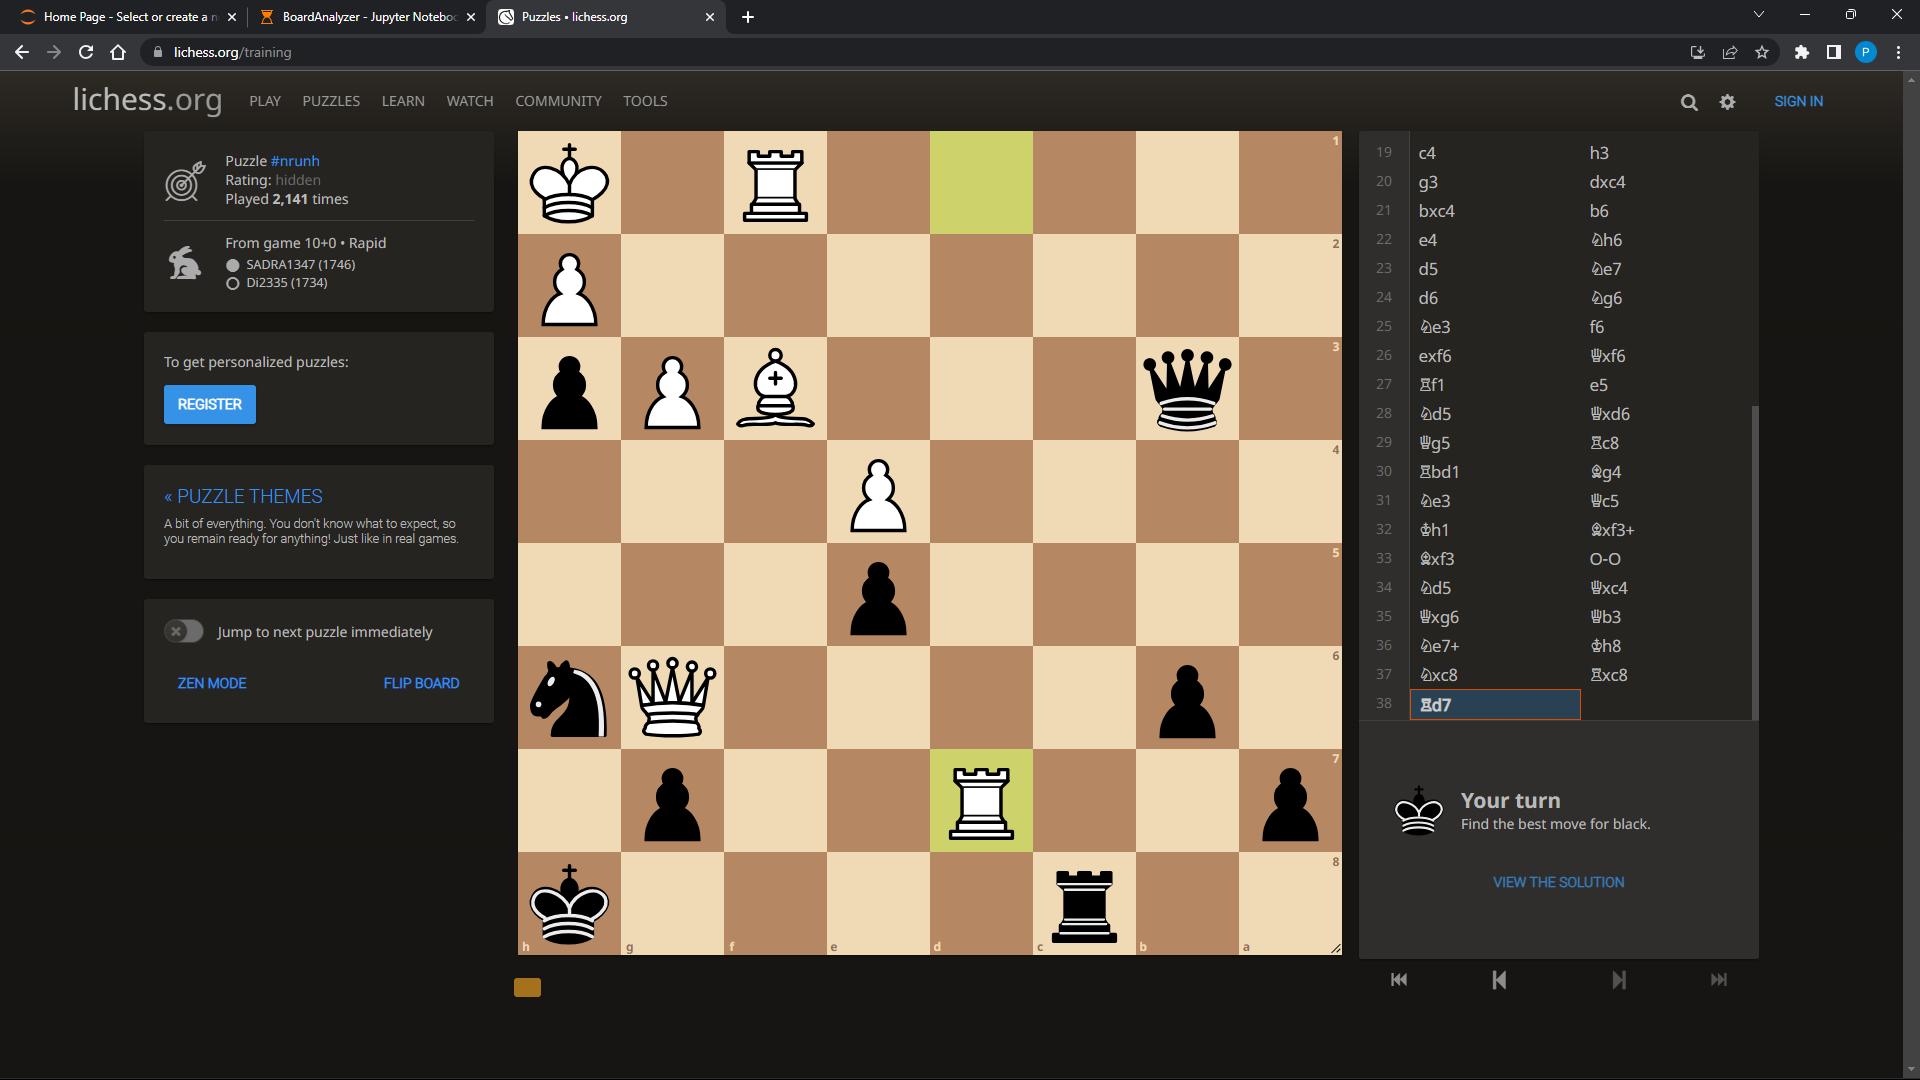 Home Page - Select or create a n
BoardAnalyzer - Jupyter Noteboo
Puzzles • lichess.org
lichess.org/training
P
lichess.org
PLAY PUZZLES LEARN WATCH COMMUNITY TOOLS
SIGN IN
Puzzle #nrunh
Rating: hidden
Played 2,141 times
From game 10+0 • Rapid
SADRA1347 (1746)
Di2335 (1734)
To get personalized puzzles:
REGISTER
« PUZZLE THEMES
A bit of everything. You don't know what to expect, so
you remain ready for anything! Just like in real games.
Jump to next puzzle immediately
ZEN MODE FLIP BOARD
1
2
3
4
5
6
7
8
h g f e d c b a
19 c4 h3
20 g3 dxc4
21 bxc4 b6
22 e4 ♘h6
23 d5 ♘e7
24 d6 ♘g6
25 ♘e3 f6
26 exf6 ♕xf6
27 ♖f1 e5
28 ♘d5 ♕xd6
29 ♕g5 ♖c8
30 ♖bd1 ♗g4
31 ♘e3 ♕c5
32 ♔h1 ♗xf3+
33 ♗xf3 O-O
34 ♘d5 ♕xc4
35 ♕xg6 ♕b3
36 ♘e7+ ♔h8
37 ♘xc8 ♖xc8
38 ♖d7
Your turn
Find the best move for black.
VIEW THE SOLUTION